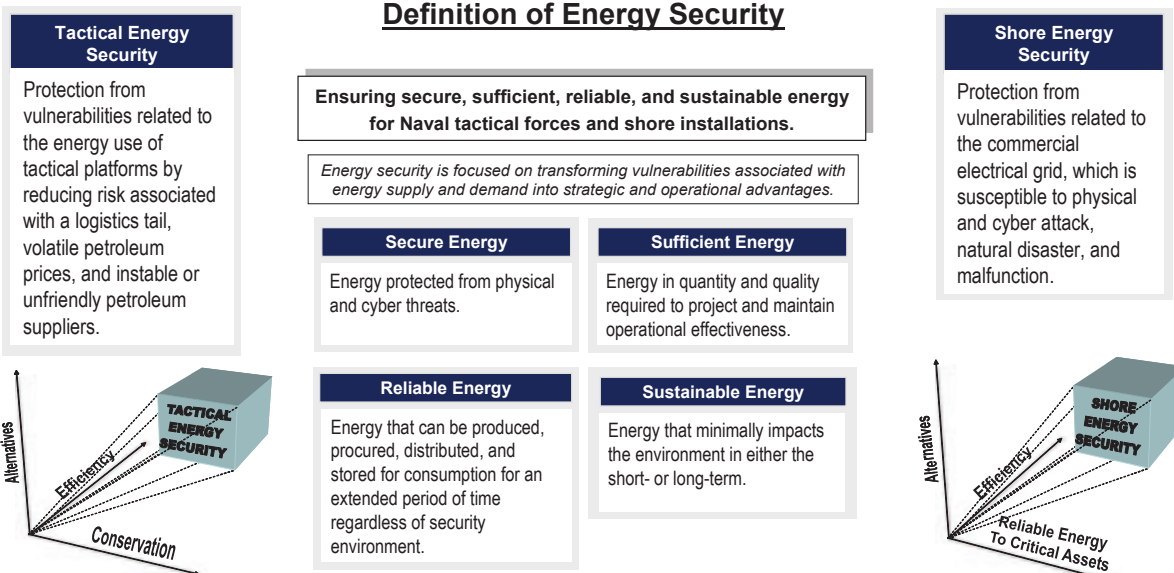 Definition of Energy Security
Tactical Energy
Security
Protection from
vulnerabilities related to
the energy use of
tactical platforms by
reducing risk associated
with a logistics tail,
volatile petroleum
prices, and instable or
unfriendly petroleum
suppliers.
Alternatives
Efficiency
Conservation
TACTICAL
ENERGY
SECURITY
Ensuring secure, sufficient, reliable, and sustainable energy
for Naval tactical forces and shore installations.
Energy security is focused on transforming vulnerabilities associated with
energy supply and demand into strategic and operational advantages.
Secure Energy
Energy protected from physical
and cyber threats.
Sufficient Energy
Energy in quantity and quality
required to project and maintain
operational effectiveness.
Reliable Energy
Energy that can be produced,
procured, distributed, and
stored for consumption for an
extended period of time
regardless of security
environment.
Sustainable Energy
Energy that minimally impacts
the environment in either the
short- or long-term.
Shore Energy
Security
Protection from
vulnerabilities related to
the commercial
electrical grid, which is
susceptible to physical
and cyber attack,
natural disaster, and
malfunction.
Alternatives
Efficiency
Reliable Energy
To Critical Assets
SHORE
ENERGY
SECURITY